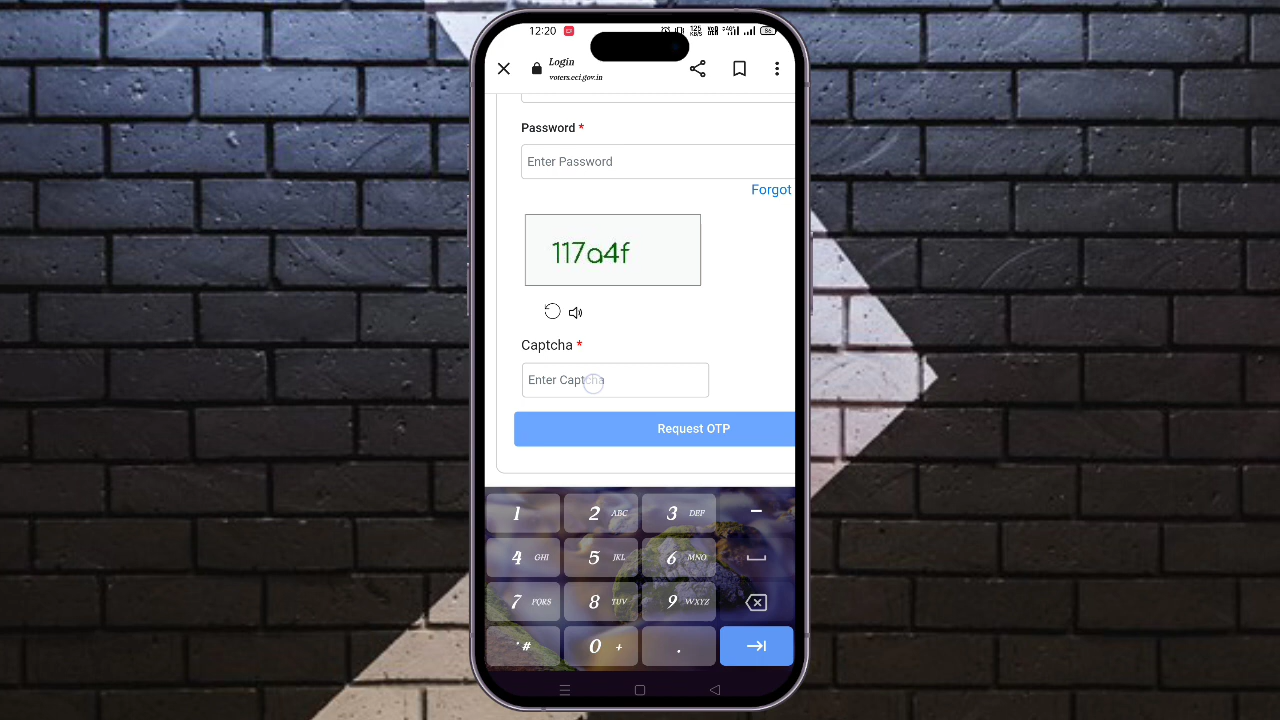 12:20
Login
voters.eci.gov.in
Password *
Enter Password
Forgot
117a4f
Captcha *
Enter Captcha
Request OTP
1 2 ABC 3 DEF −
4 GHI 5 JKL 6 MNO
7 PQRS 8 TUV 9 WXYZ
*# 0 + .